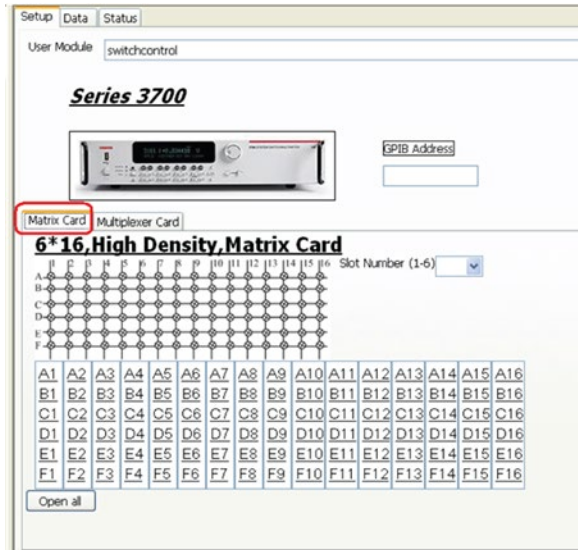 Setup Data Status
User Module switchcontrol
Series 3700
GPIB Address
Matrix Card Multiplexer Card
6*16,High Density,Matrix Card
1 2 3 4 5 6 7 8 9 10 11 12 13 14 15 16 Slot Number (1-6)
A
B
C
D
E
F
A1 A2 A3 A4 A5 A6 A7 A8 A9 A10 A11 A12 A13 A14 A15 A16
B1 B2 B3 B4 B5 B6 B7 B8 B9 B10 B11 B12 B13 B14 B15 B16
C1 C2 C3 C4 C5 C6 C7 C8 C9 C10 C11 C12 C13 C14 C15 C16
D1 D2 D3 D4 D5 D6 D7 D8 D9 D10 D11 D12 D13 D14 D15 D16
E1 E2 E3 E4 E5 E6 E7 E8 E9 E10 E11 E12 E13 E14 E15 E16
F1 F2 F3 F4 F5 F6 F7 F8 F9 F10 F11 F12 F13 F14 F15 F16
Open all